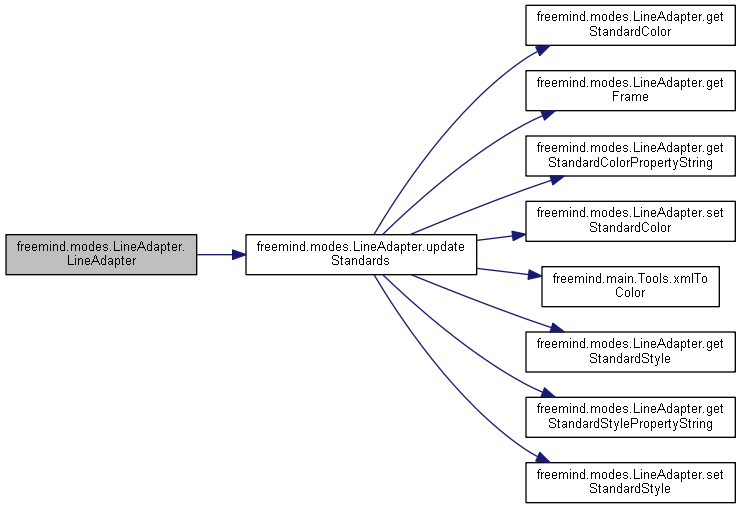 freemind.modes.LineAdapter.
LineAdapter
freemind.modes.LineAdapter.update
Standards
freemind.modes.LineAdapter.get
StandardColor
freemind.modes.LineAdapter.get
Frame
freemind.modes.LineAdapter.get
StandardColorPropertyString
freemind.modes.LineAdapter.set
StandardColor
freemind.main.Tools.xmlTo
Color
freemind.modes.LineAdapter.get
StandardStyle
freemind.modes.LineAdapter.get
StandardStylePropertyString
freemind.modes.LineAdapter.set
StandardStyle